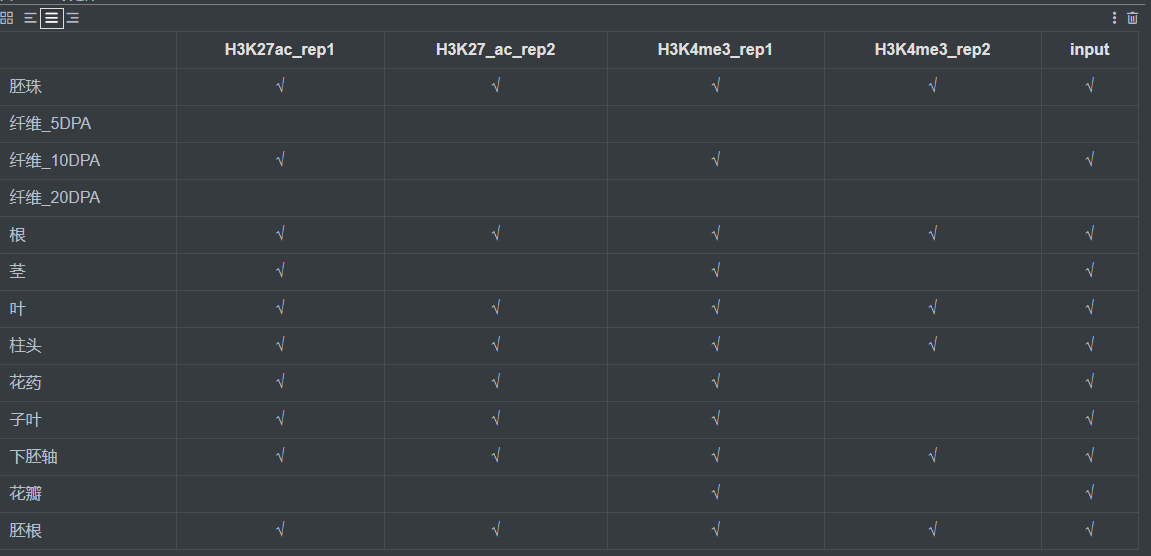 H3K27ac_rep1 H3K27_ac_rep2 H3K4me3_rep1 H3K4me3_rep2 input
胚珠 √ √ √ √ √
纤维_5DPA
纤维_10DPA √ √ √
纤维_20DPA
根 √ √ √ √ √
茎 √ √ √
叶 √ √ √ √ √
柱头 √ √ √ √ √
花药 √ √ √ √
子叶 √ √ √ √
下胚轴 √ √ √ √ √
花瓣 √ √
胚根 √ √ √ √ √